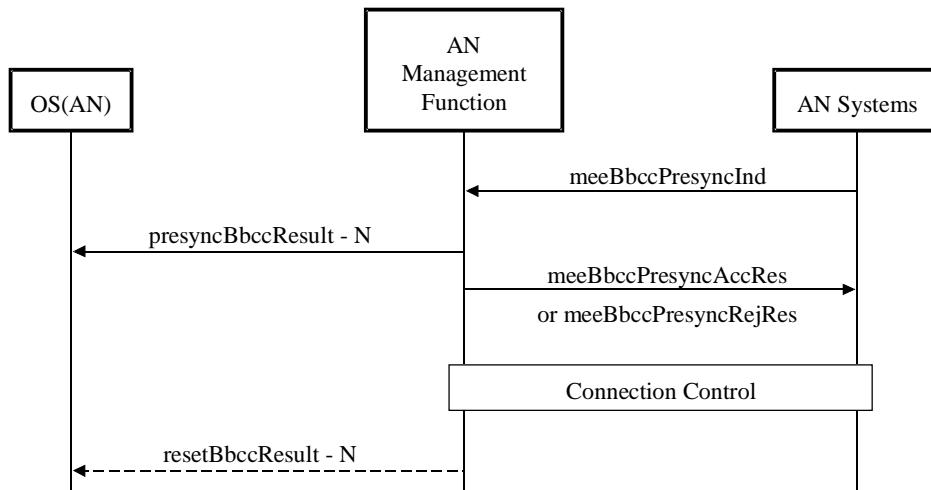 AN
Management
Function
OS(AN)
AN Systems
meeBbccPresyncInd
presyncBbccResult - N
meeBbccPresyncAccRes
or meeBbccPresyncRejRes
Connection Control
resetBbccResult - N